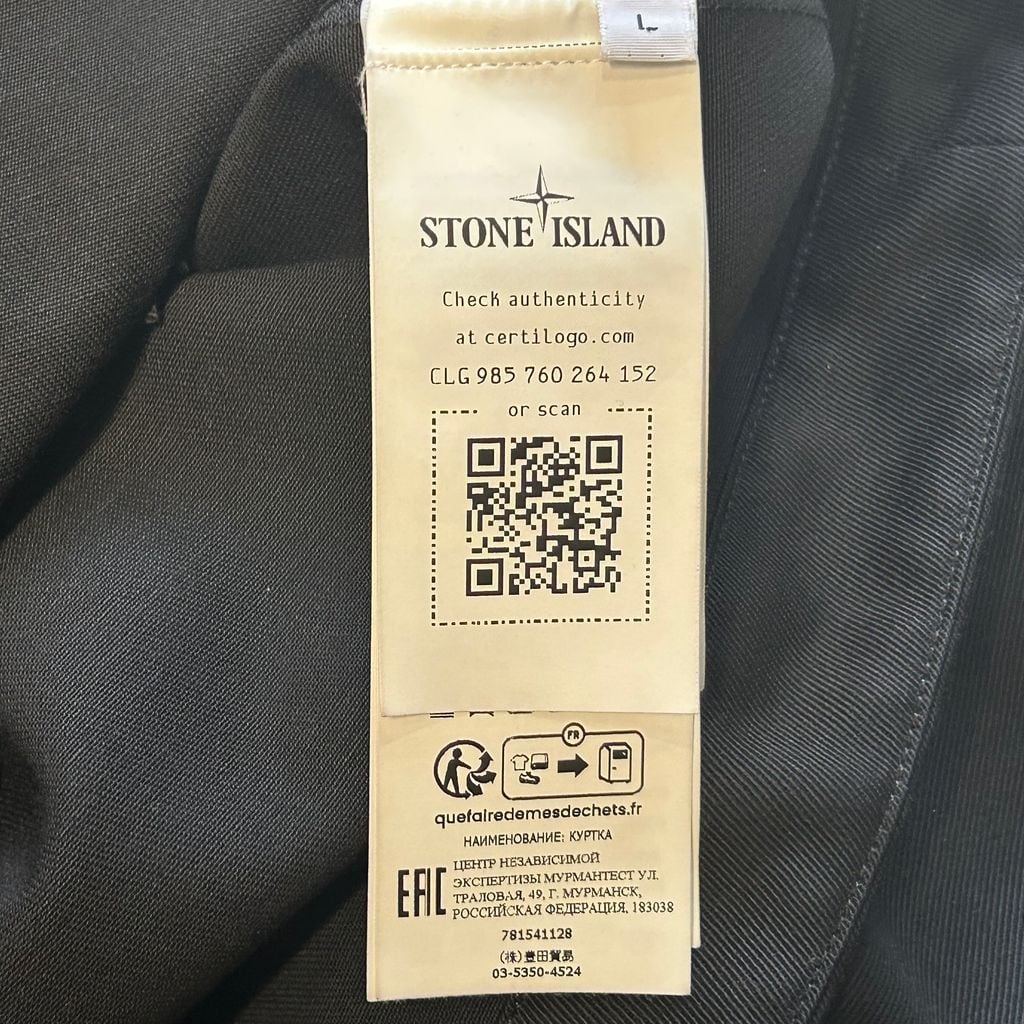 L
STONE ISLAND
Check authenticity
at certilogo.com
CLG 985 760 264 152
or scan
FR
quefairedemesdechets.fr
НАИМЕНОВАНИЕ: КУРТКА
EAC
ЦЕНТР НЕЗАВИСИМОЙ
ЭКСПЕРТИЗЫ МУРМАНТЕСТ УЛ.
ТРАЛОВАЯ, 49, Г. МУРМАНСК,
РОССИЙСКАЯ ФЕДЕРАЦИЯ, 183038
781541128
(株)豊田貿易
03-5350-4524